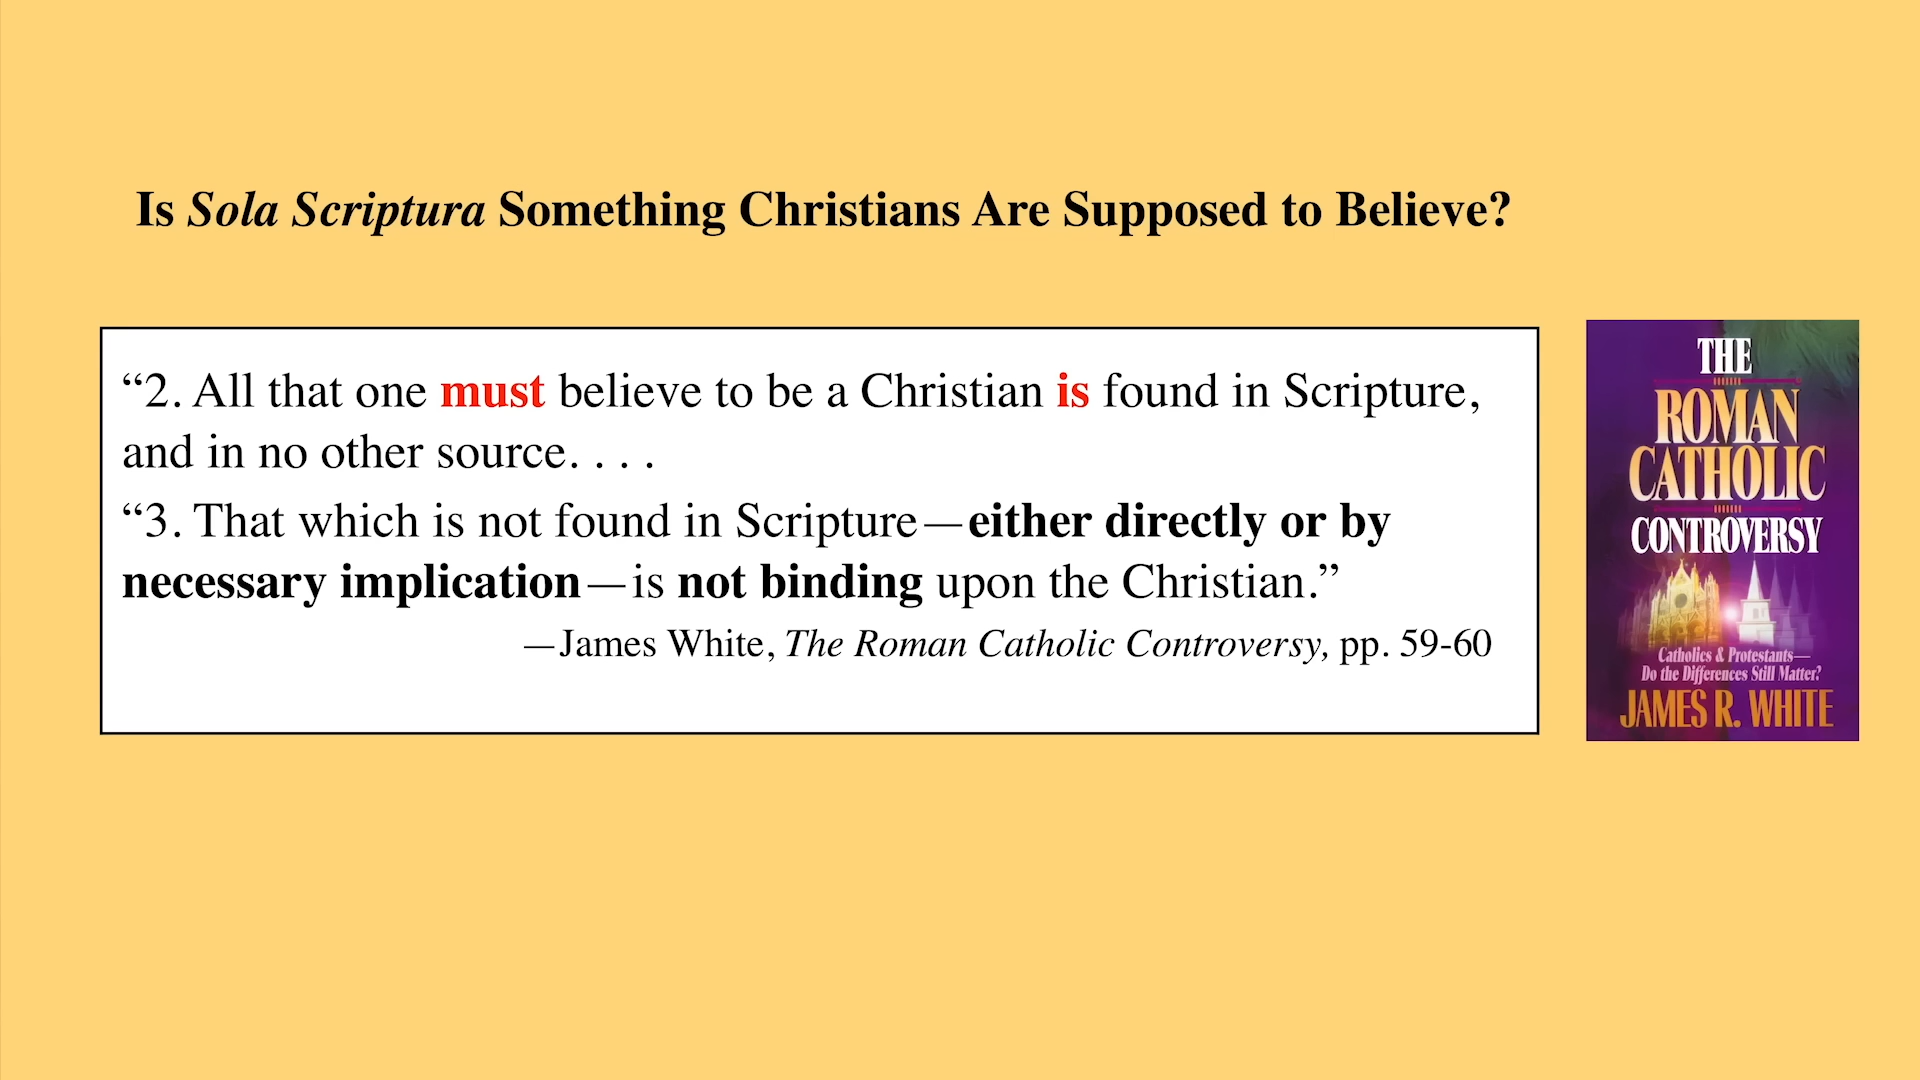 Is Sola Scriptura Something Christians Are Supposed to Believe?
“2. All that one must believe to be a Christian is found in Scripture,
and in no other source. . . .
“3. That which is not found in Scripture—either directly or by
necessary implication—is not binding upon the Christian.”
—James White, The Roman Catholic Controversy, pp. 59-60
THE
ROMAN
CATHOLIC
CONTROVERSY
Catholics & Protestants—
Do the Differences Still Matter?
JAMES R. WHITE